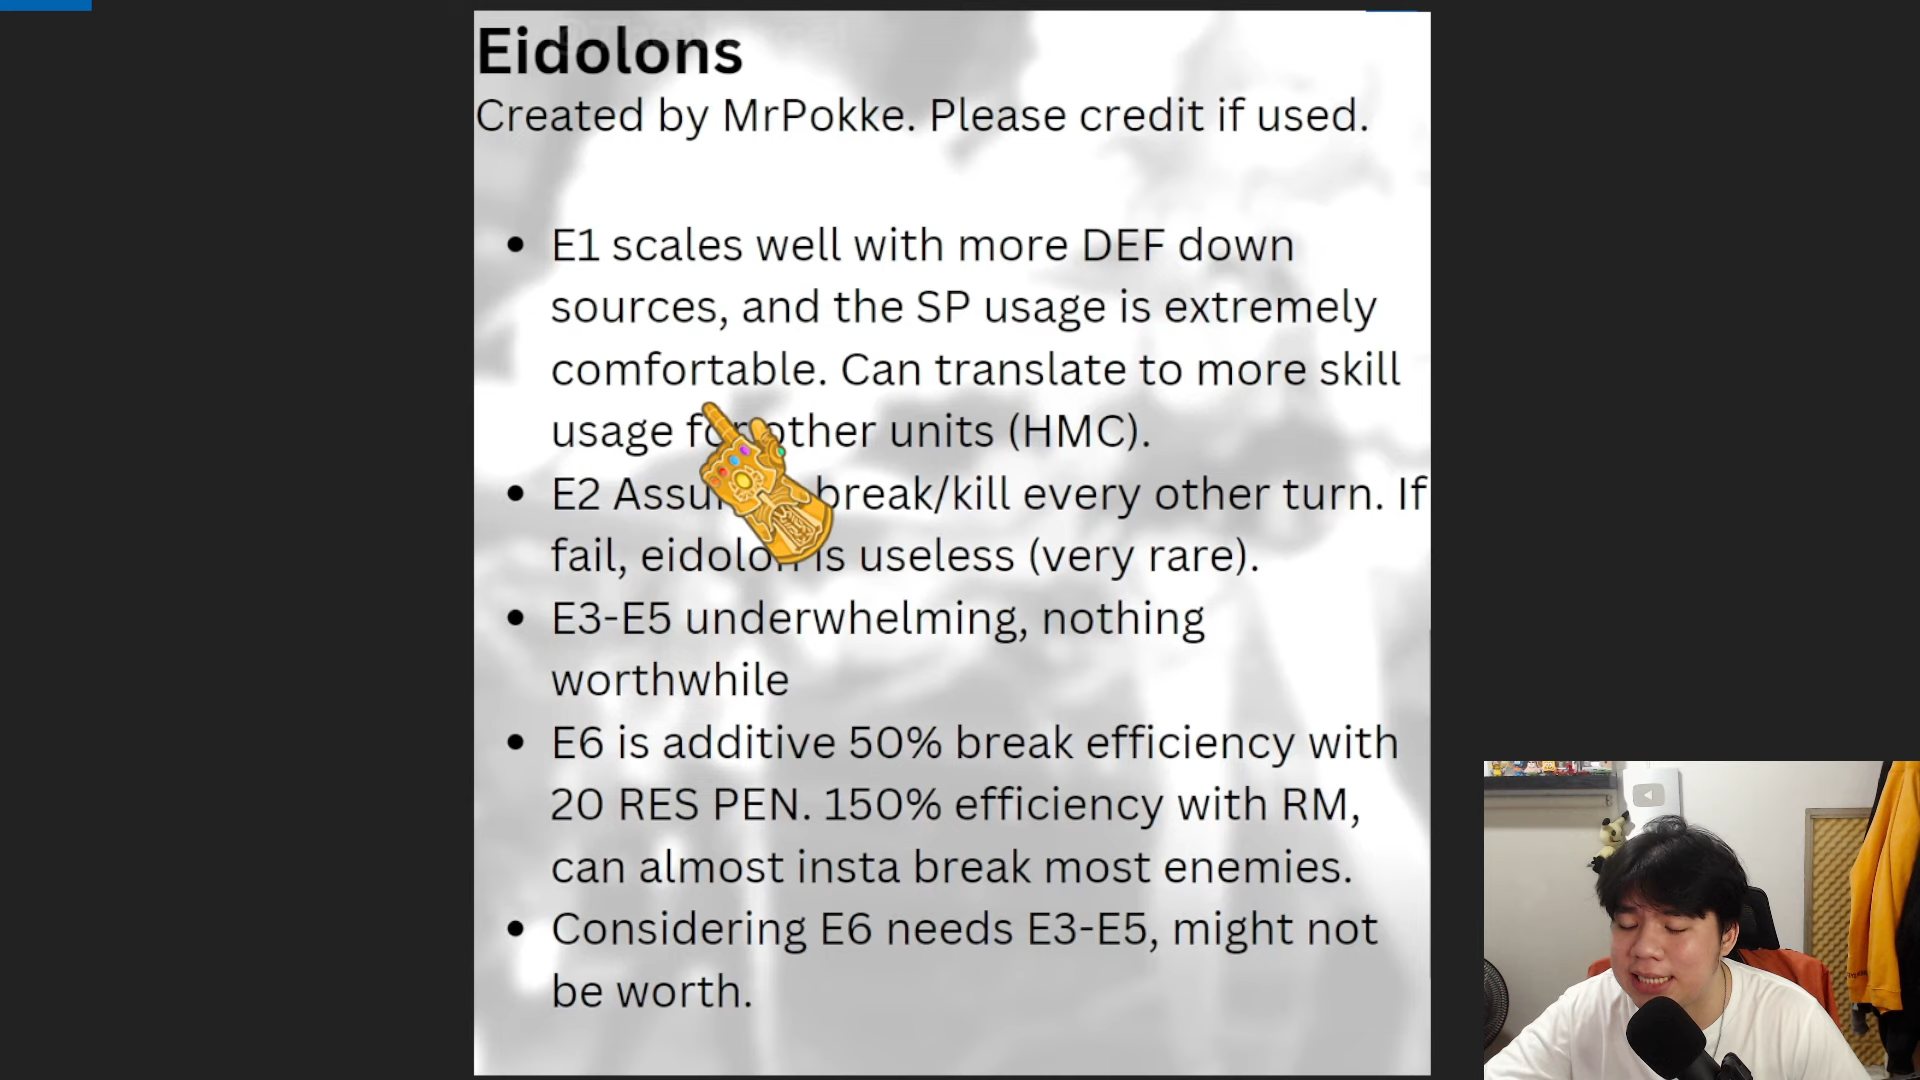 Eidolons
Created by MrPokke. Please credit if used.
E1 scales well with more DEF down
sources, and the SP usage is extremely
comfortable. Can translate to more skill
usage for other units (HMC).
E2 break/kill every other turn. If
fail, eidolon is useless (very rare).
E3-E5 underwhelming, nothing
worthwhile
E6 is additive 50% break efficiency with
20 RES PEN. 150% efficiency with RM,
can almost insta break most enemies.
Considering E6 needs E3-E5, might not
be worth.